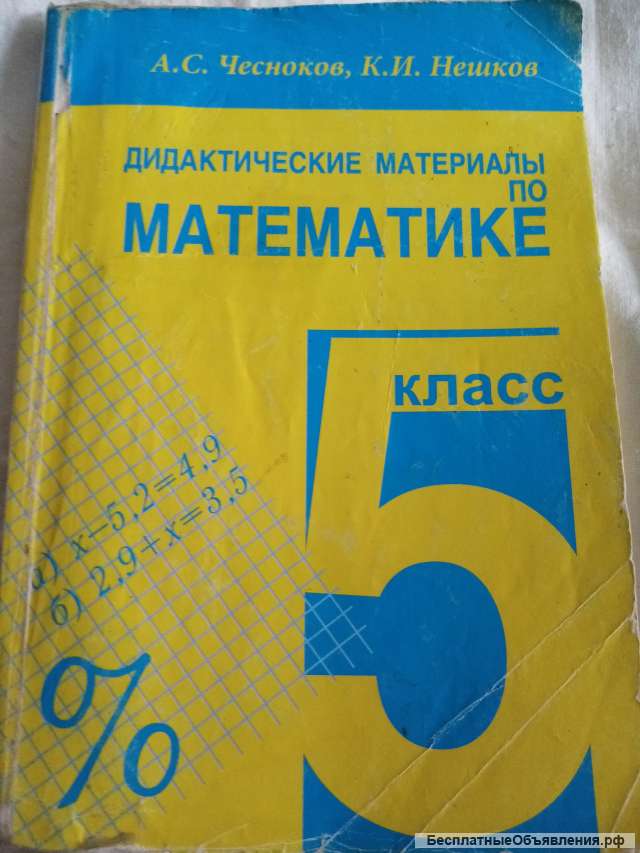 А.С. Чесноков, К.И. Нешков
ДИДАКТИЧЕСКИЕ МАТЕРИАЛЫ
ПО
МАТЕМАТИКЕ
5
класс
а) x−5,2=4,9
б) 2,9+x=3,5
%
БесплатныеОбъявления.рф